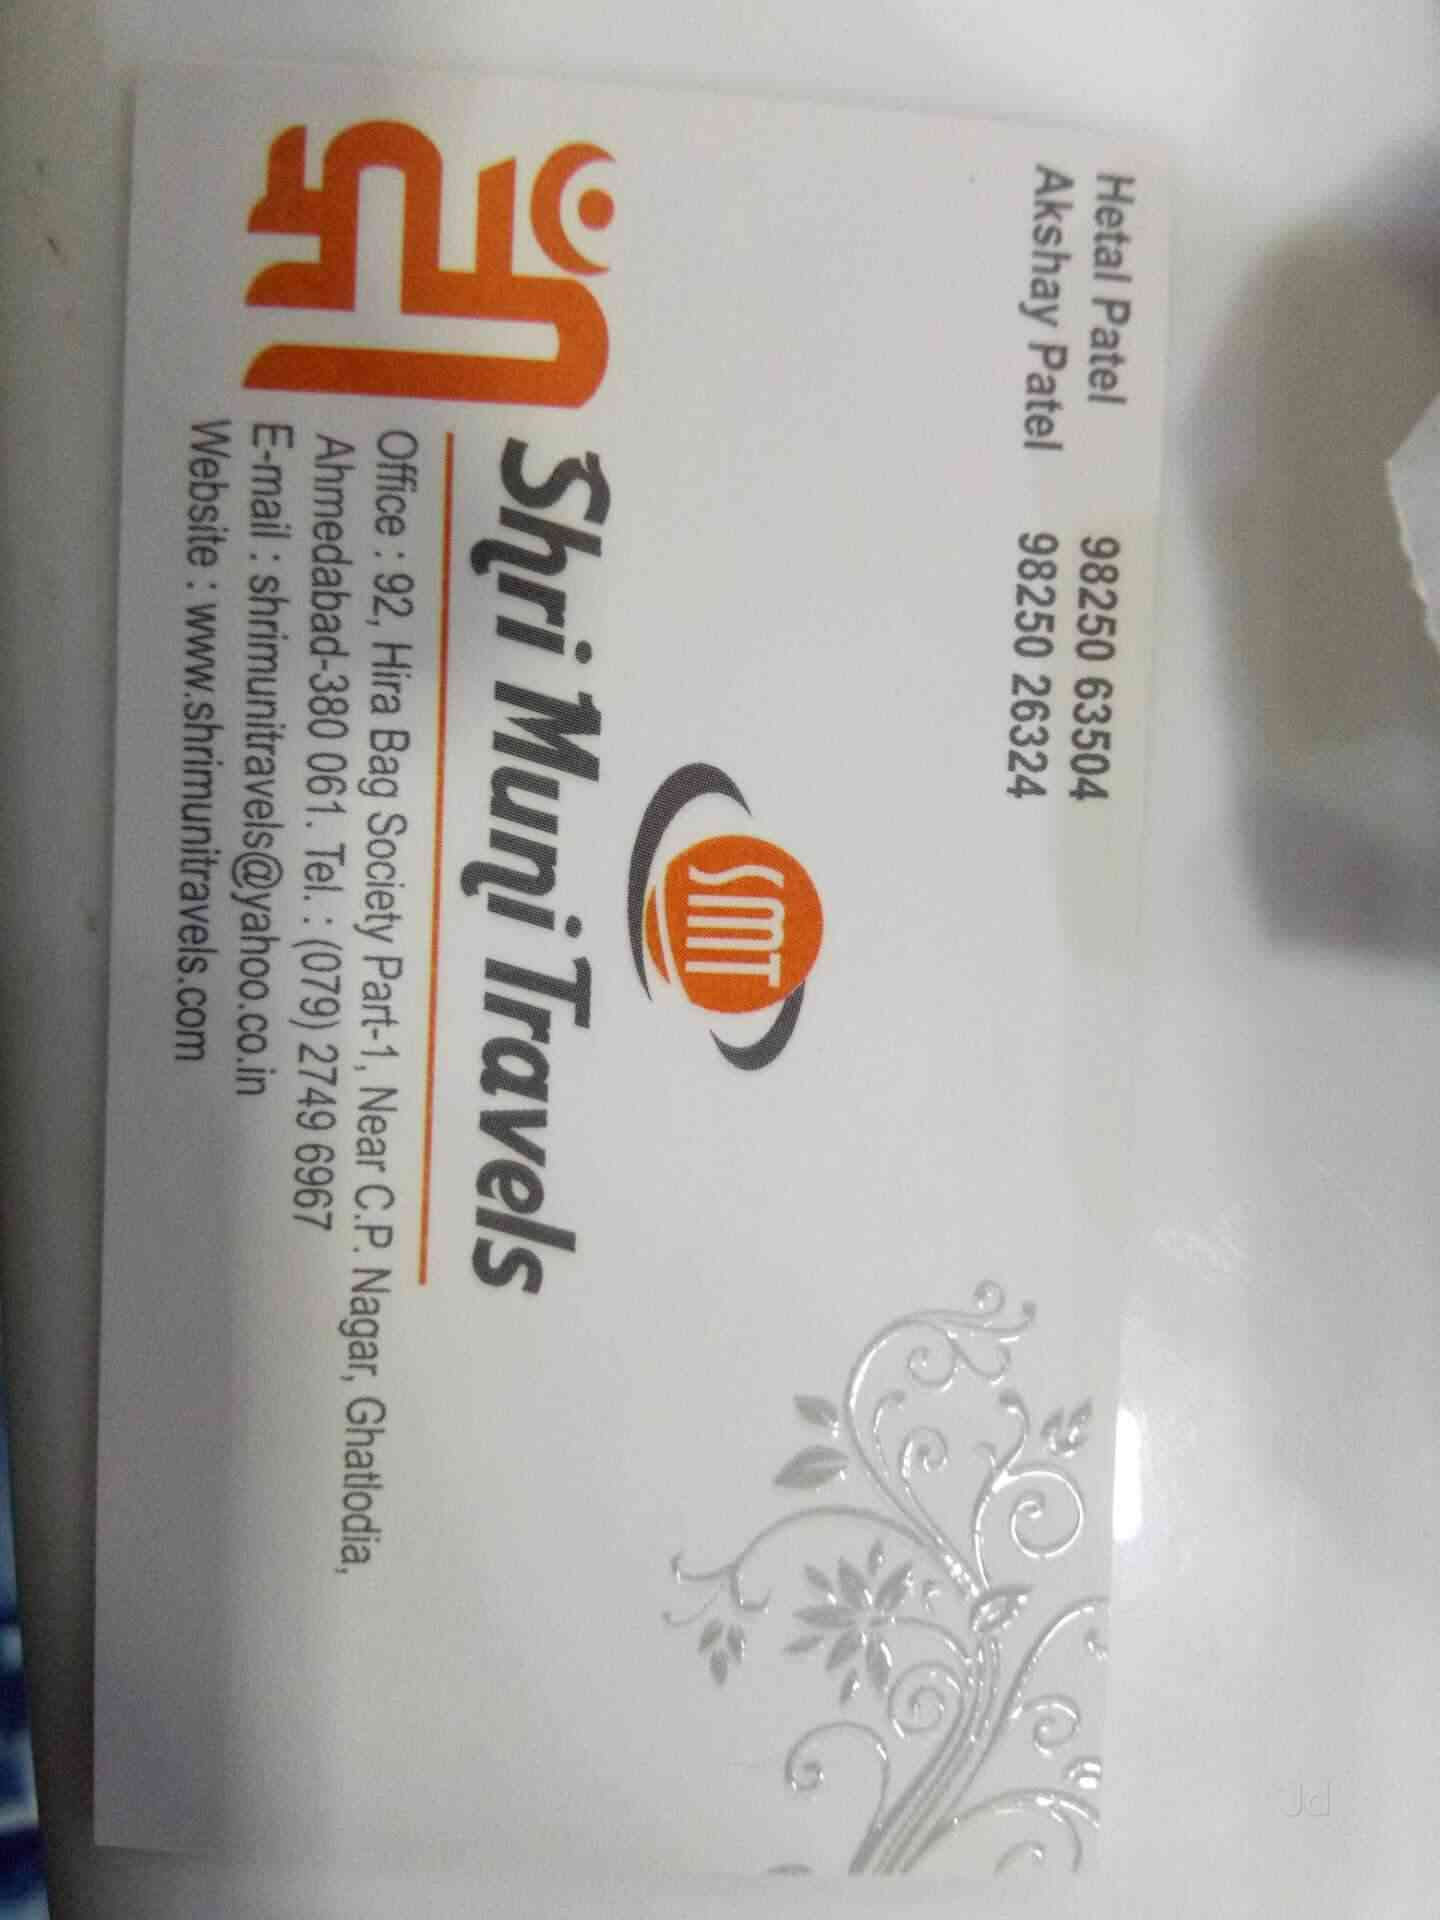 Hetal Patel 98250 63504
Akshay Patel 98250 26324
SMT
Shri Muni Travels
Office : 92, Hira Bag Society Part-1, Near C.P. Nagar, Ghatlodia,
Ahmedabad-380 061. Tel. : (079) 2749 6967
E-mail : shrimunitravels@yahoo.co.in
Website : www.shrimunitravels.com
Jd